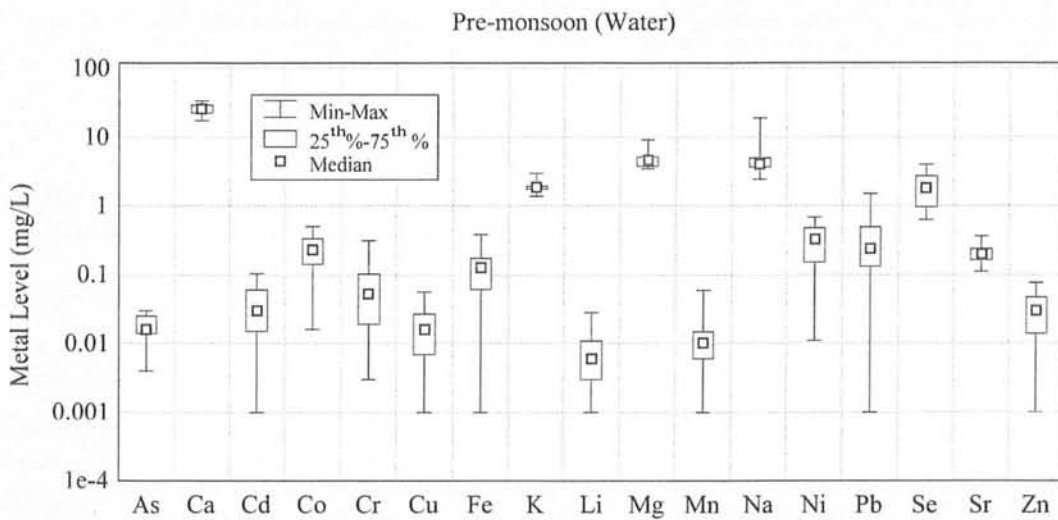 Pre-monsoon (Water)
100
10
1
0.1
0.01
0.001
1e-4
Metal Level (mg/L)
Min-Max
25th%-75th %
Median
As Ca Cd Co Cr Cu Fe K Li Mg Mn Na Ni Pb Se Sr Zn